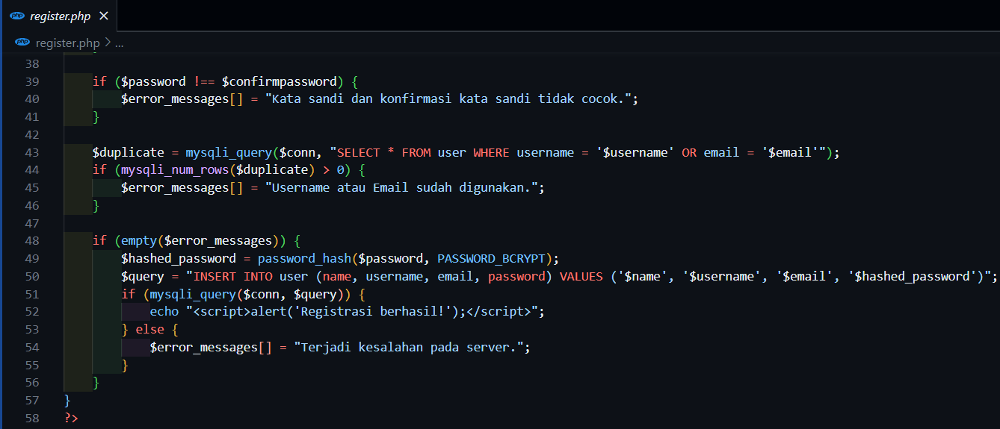 register.php ×
register.php > ...
38
39 if ($password !== $confirmpassword) {
40 $error_messages[] = "Kata sandi dan konfirmasi kata sandi tidak cocok.";
41 }
42
43 $duplicate = mysqli_query($conn, "SELECT * FROM user WHERE username = '$username' OR email = '$email'");
44 if (mysqli_num_rows($duplicate) > 0) {
45 $error_messages[] = "Username atau Email sudah digunakan.";
46 }
47
48 if (empty($error_messages)) {
49 $hashed_password = password_hash($password, PASSWORD_BCRYPT);
50 $query = "INSERT INTO user (name, username, email, password) VALUES ('$name', '$username', '$email', '$hashed_password')";
51 if (mysqli_query($conn, $query)) {
52 echo "<script>alert('Registrasi berhasil!');</script>";
53 } else {
54 $error_messages[] = "Terjadi kesalahan pada server.";
55 }
56 }
57 }
58 ?>